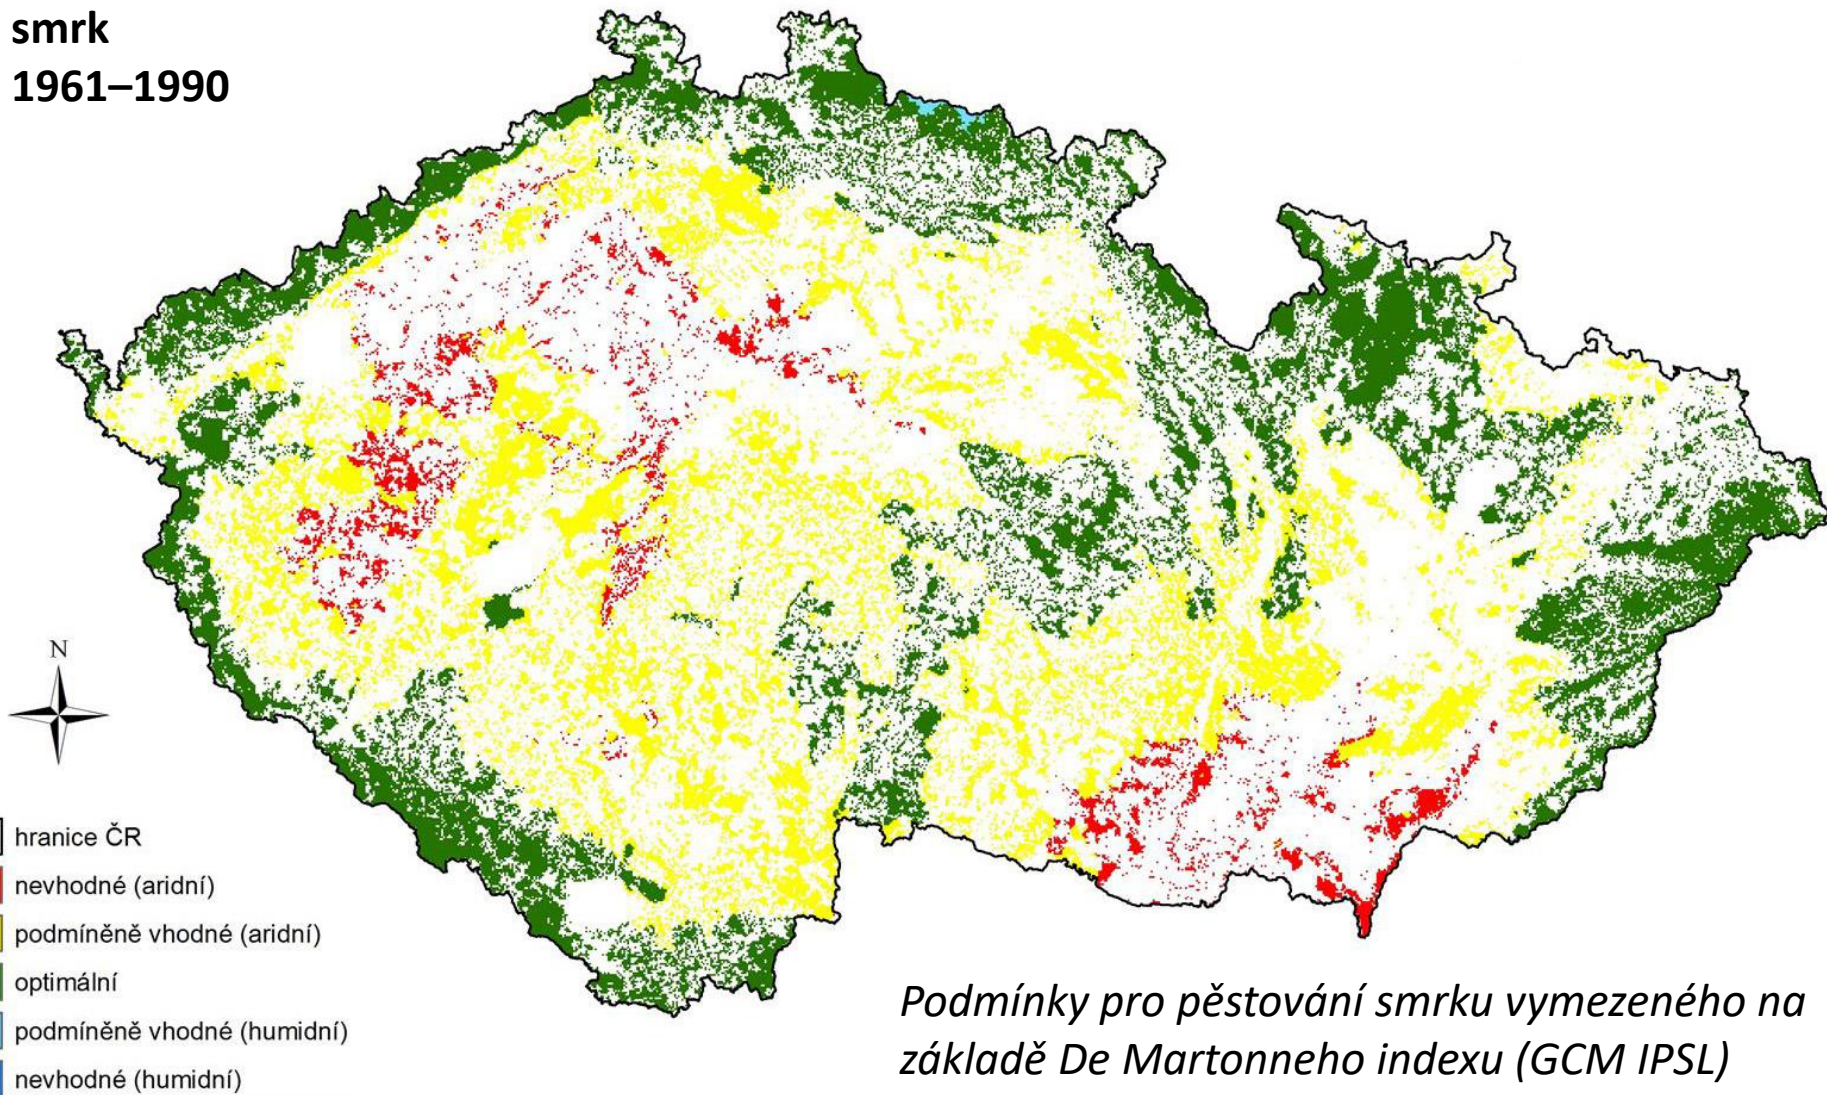 smrk
1961–1990
N
hranice ČR
nevhodné (aridní)
podmíněně vhodné (aridní)
optimální
podmíněně vhodné (humidní)
nevhodné (humidní)
Podmínky pro pěstování smrku vymezeného na
základě De Martonneho indexu (GCM IPSL)